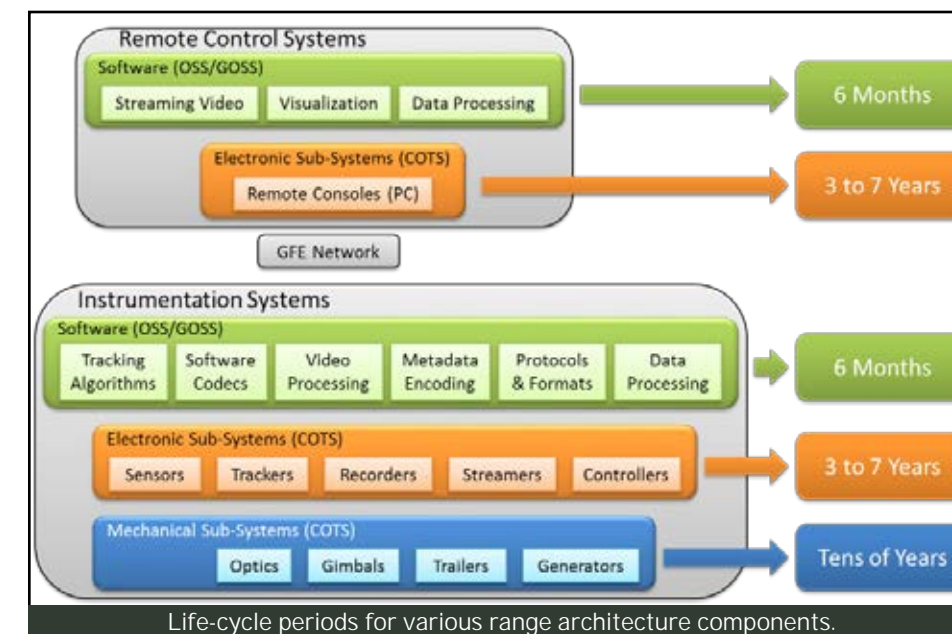 Remote Control Systems
Software (OSS/GOSS)
Streaming Video
Visualization
Data Processing
6 Months
Electronic Sub-Systems (COTS)
Remote Consoles (PC)
3 to 7 Years
GFE Network
Instrumentation Systems
Software (OSS/GOSS)
Tracking
Algorithms
Software
Codecs
Video
Processing
Metadata
Encoding
Protocols
& Formats
Data
Processing
6 Months
Electronic Sub-Systems (COTS)
Sensors
Trackers
Recorders
Streamers
Controllers
3 to 7 Years
Mechanical Sub-Systems (COTS)
Optics
Gimbals
Trailers
Generators
Tens of Years
Life-cycle periods for various range architecture components.